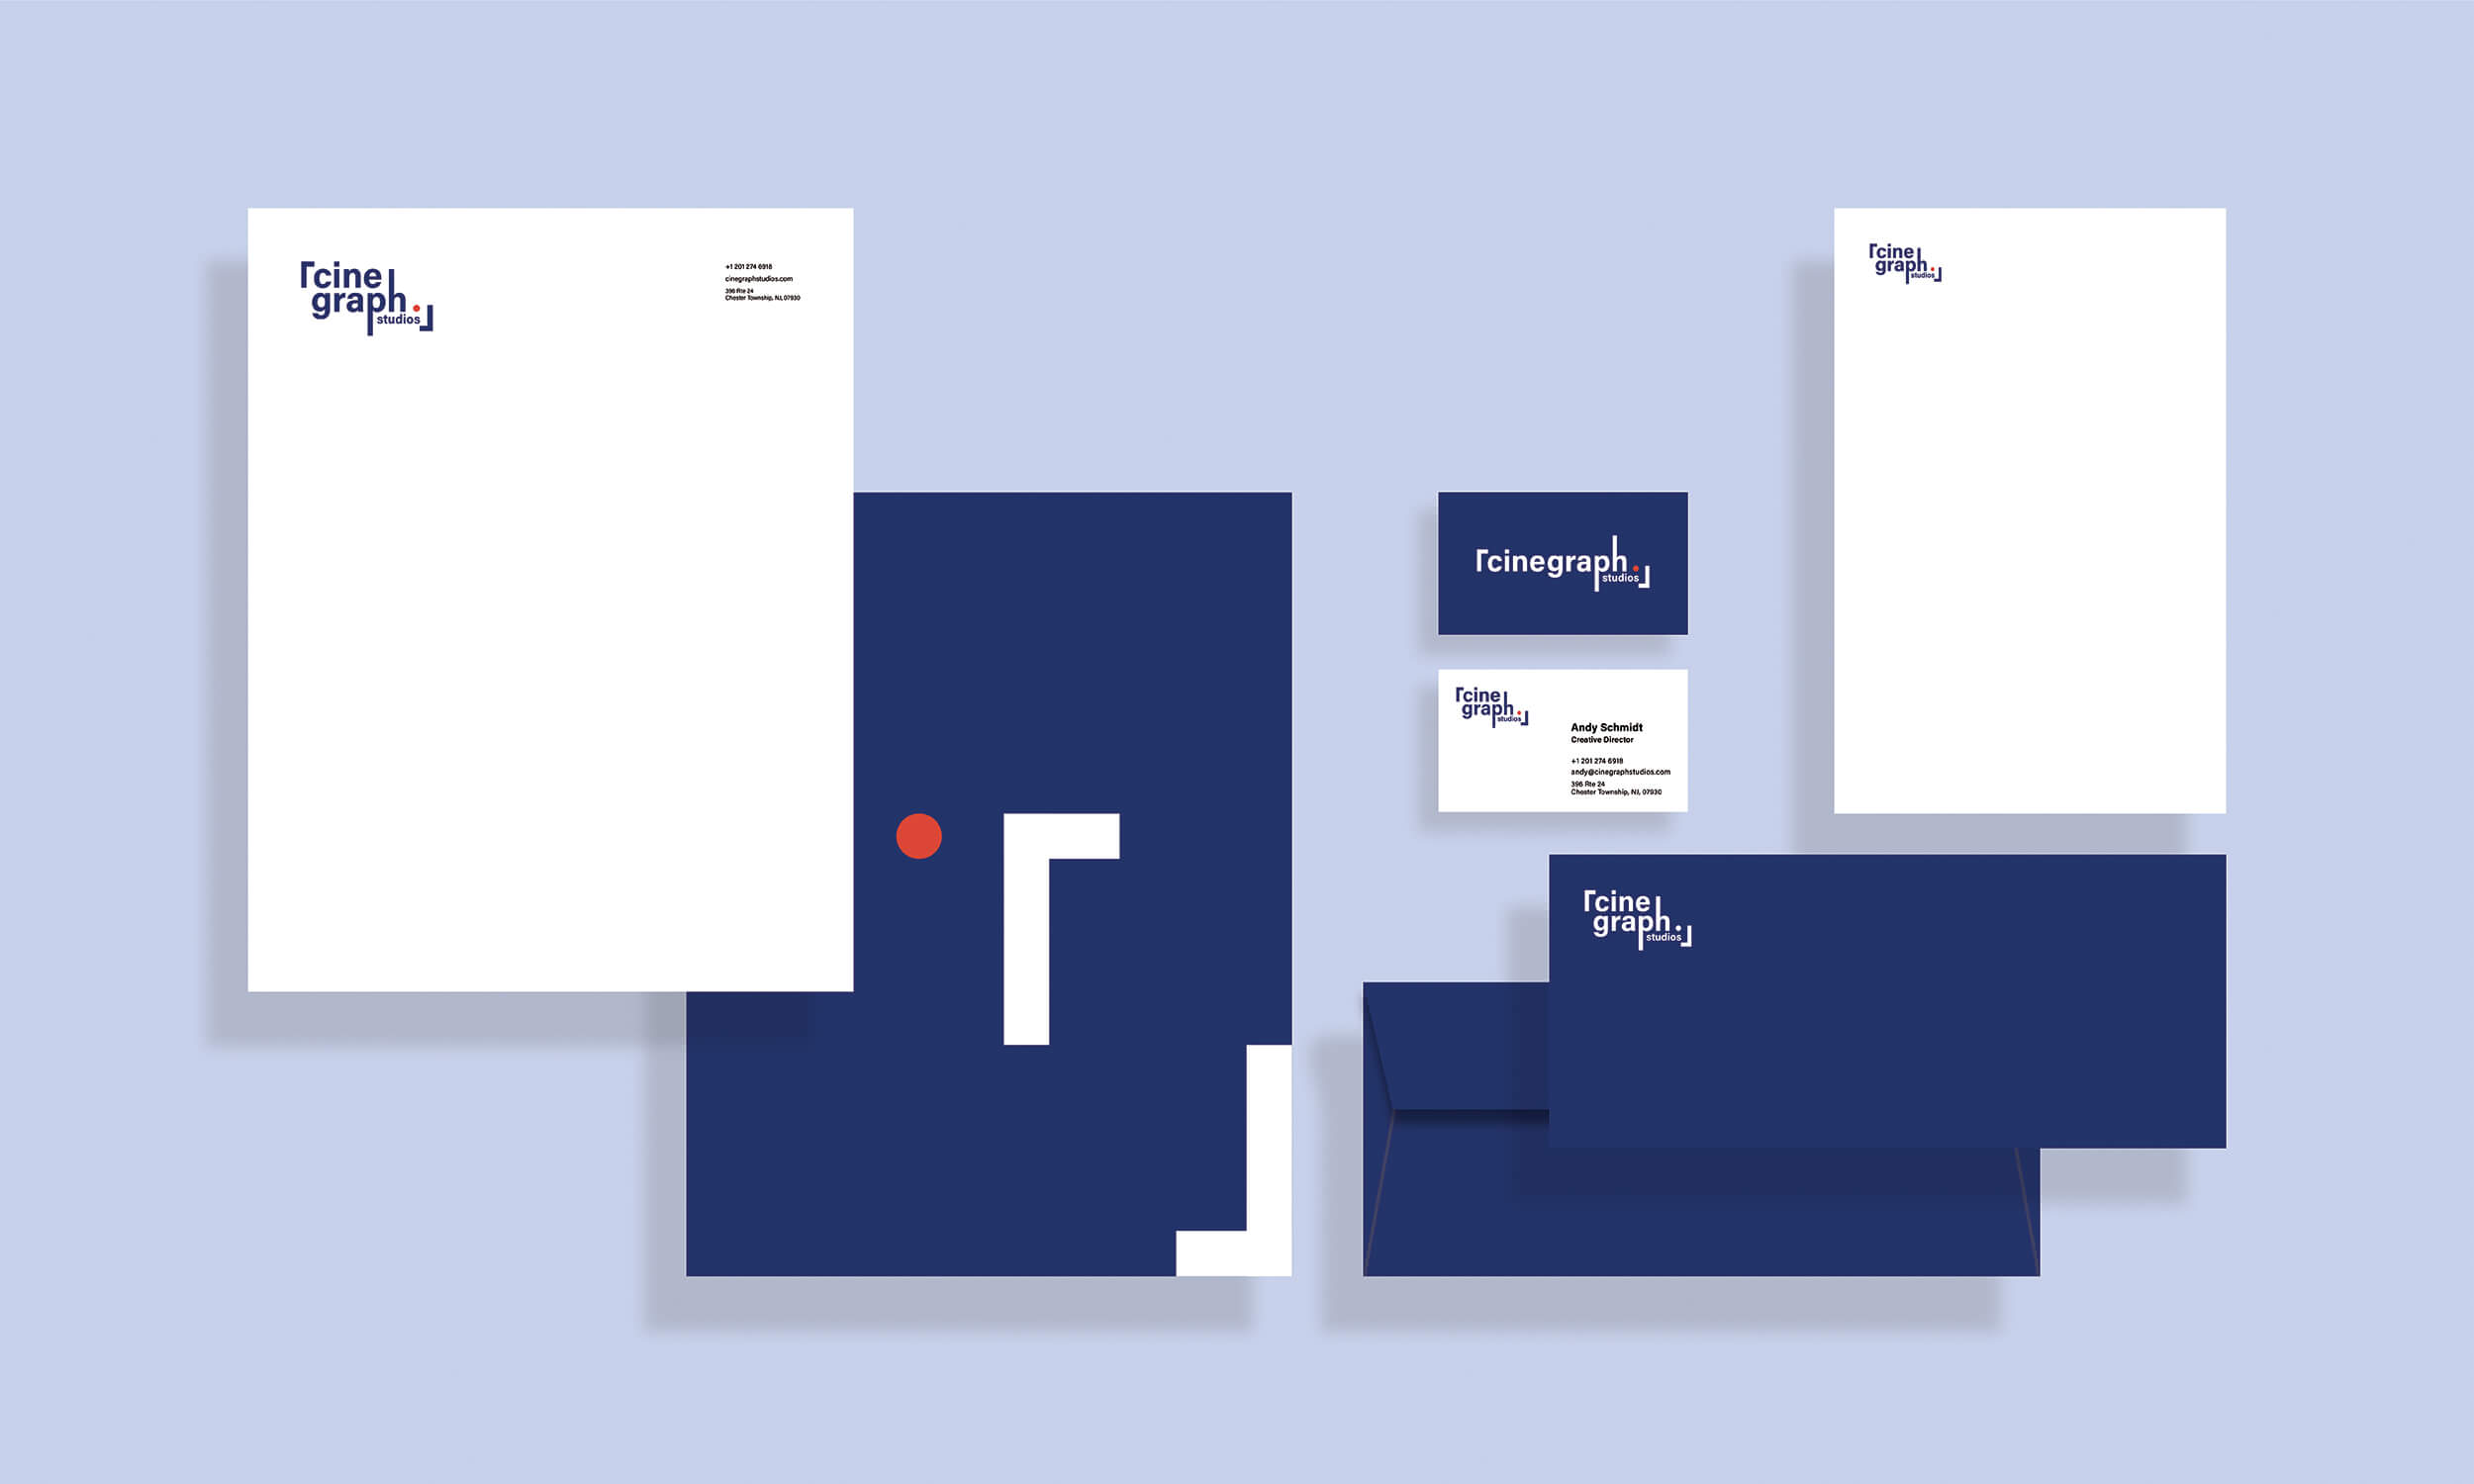 cine
graph
studios
+1 201 274 6918
cinegraphstudios.com
396 Rte 24
Chester Township, NJ, 07930
cinegraph
studios
cine
graph
studios
Andy Schmidt
Creative Director
+1 201 274 6918
andy@cinegraphstudios.com
396 Rte 24
Chester Township, NJ, 07930
cine
graph
studios
cine
graph
studios